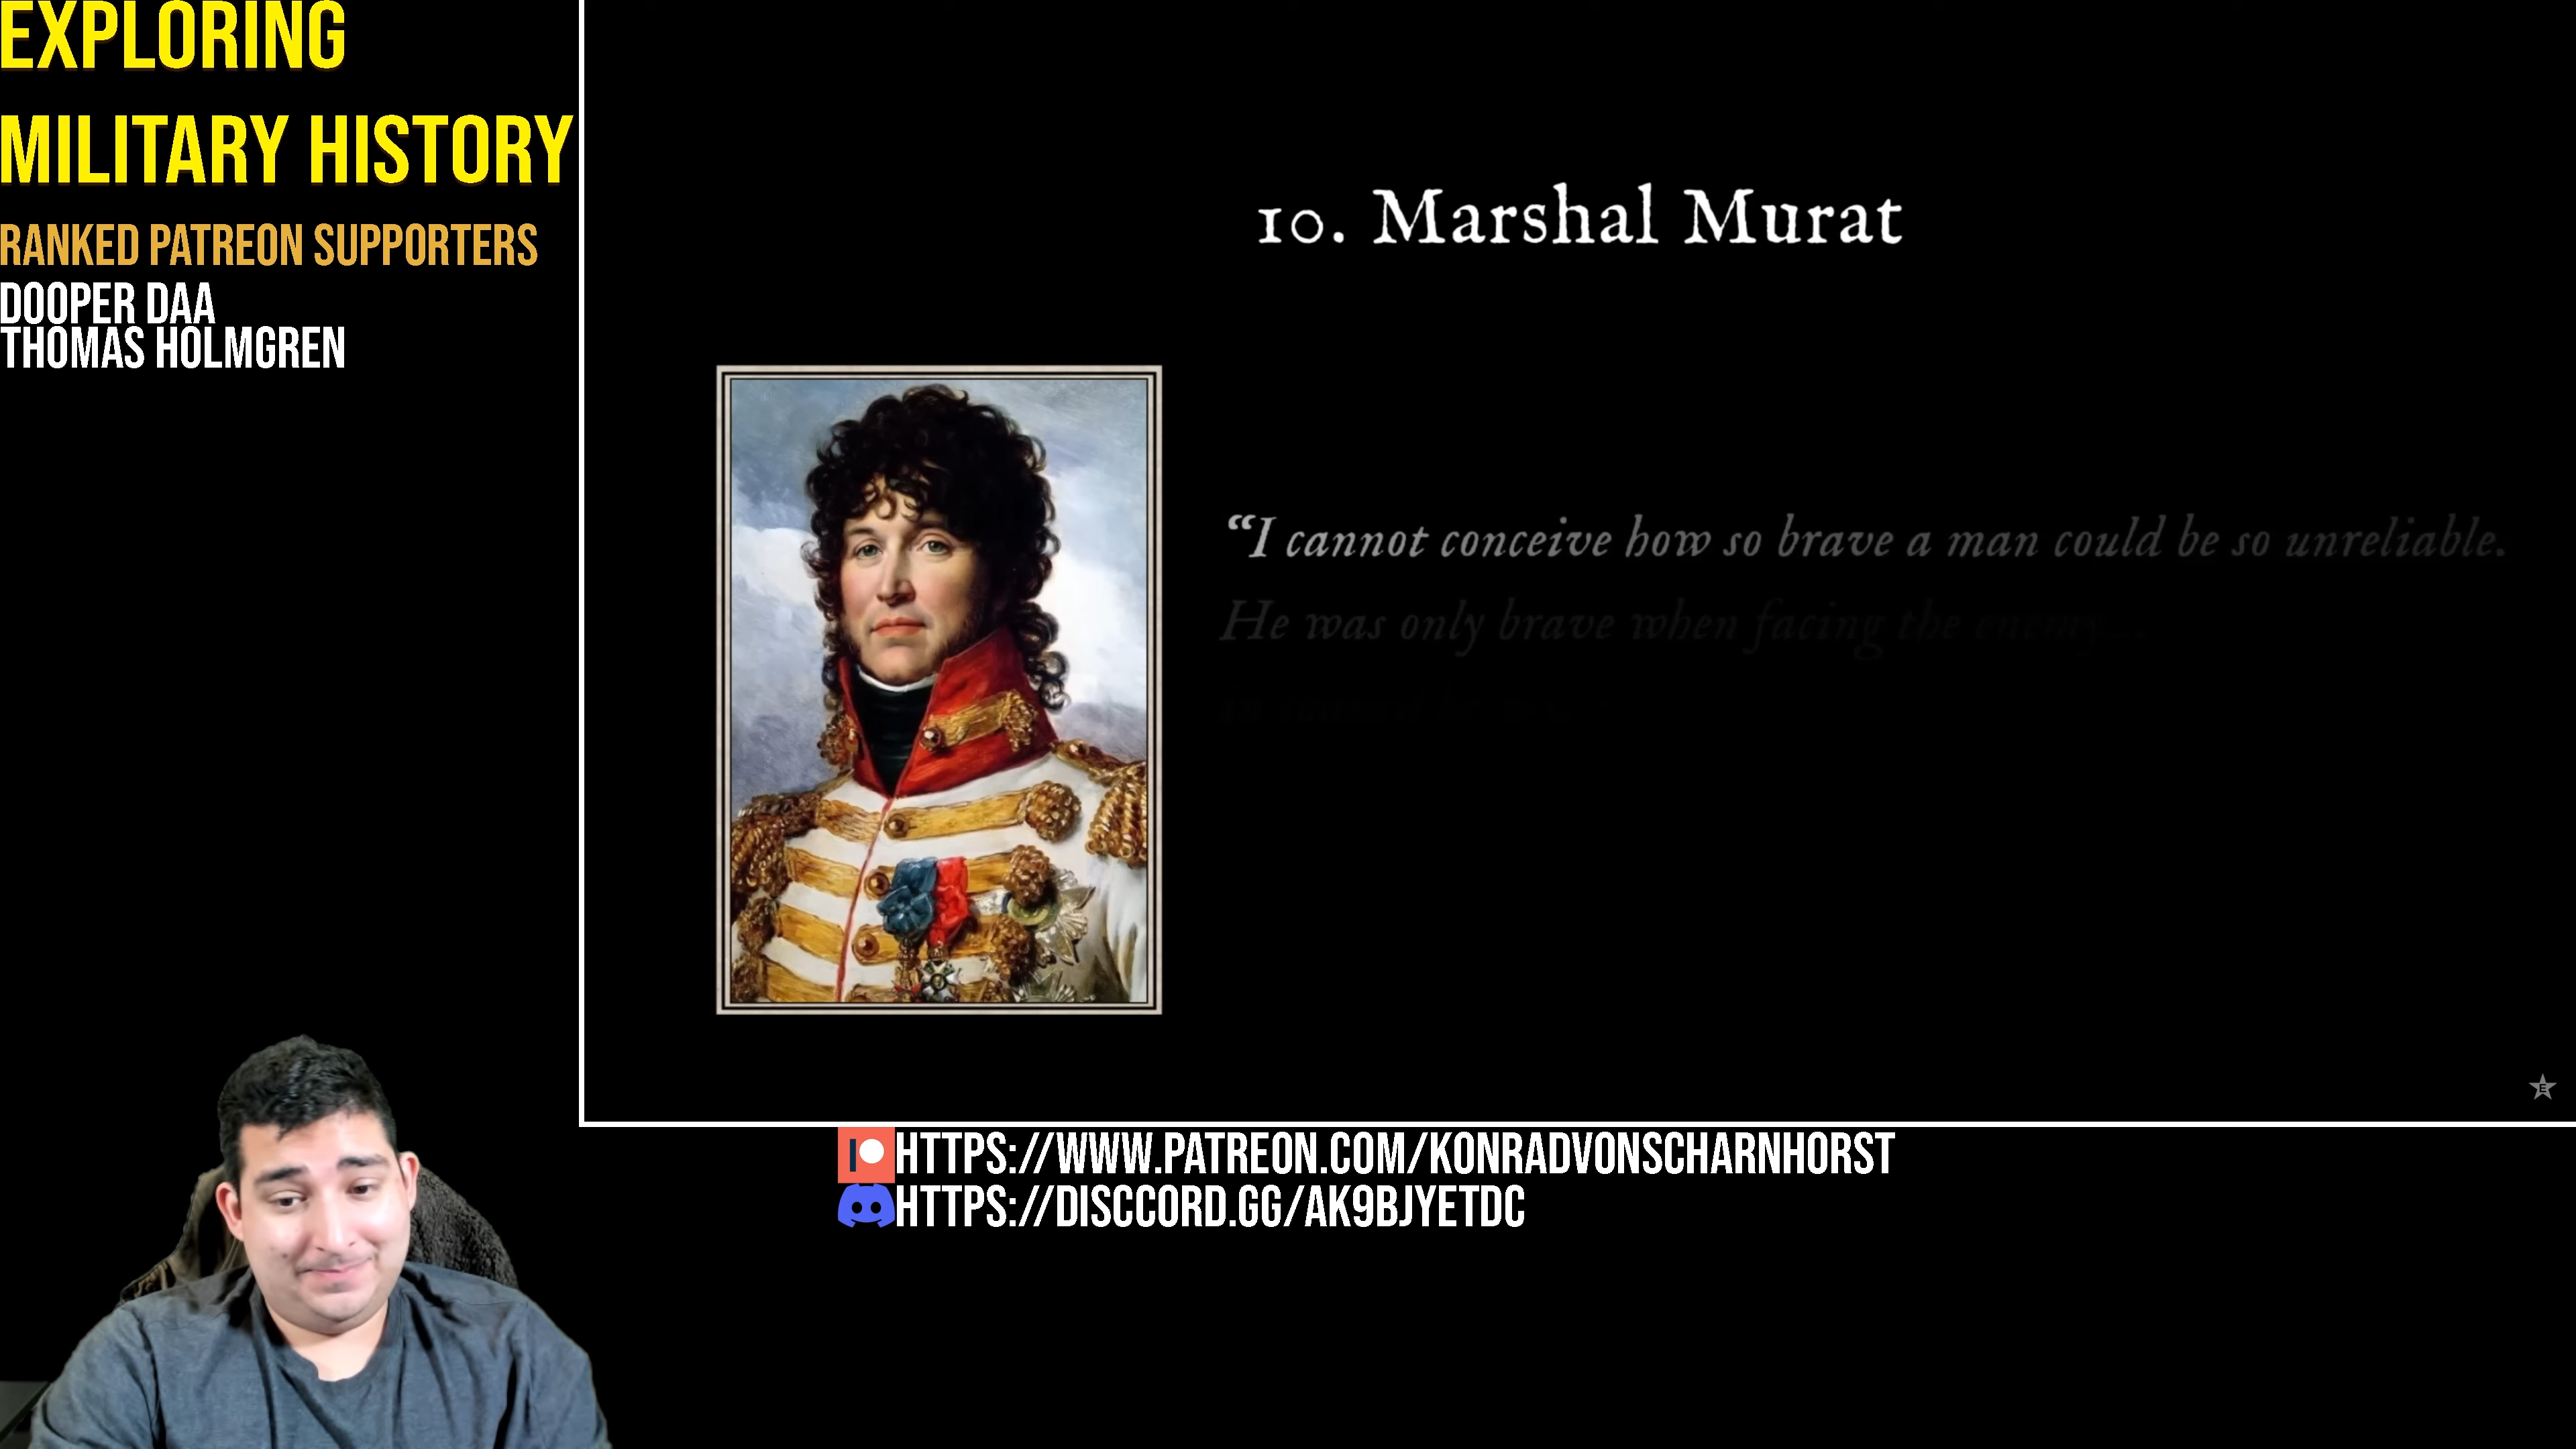 EXPLORING
MILITARY HISTORY
RANKED PATREON SUPPORTERS
DOOPER DAA
THOMAS HOLMGREN
10. Marshal Murat
“I cannot conceive how so brave a man could be so unreliable.
He was only brave when facing the enemy...
E
HTTPS://WWW.PATREON.COM/KONRADVONSCHARNHORST
HTTPS://DISCCORD.GG/AK9BJYETDC